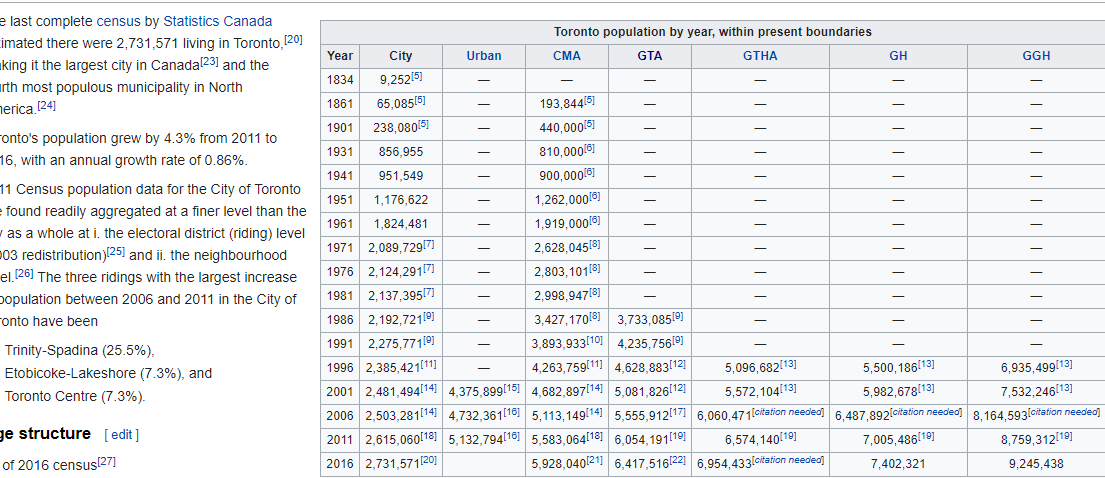 e last complete census by Statistics Canada
imated there were 2,731,571 living in Toronto,[20]
king it the largest city in Canada[23] and the
rth most populous municipality in North
nerica.[24]
ronto's population grew by 4.3% from 2011 to
16, with an annual growth rate of 0.86%.
11 Census population data for the City of Toronto
e found readily aggregated at a finer level than the
y as a whole at i. the electoral district (riding) level
003 redistribution)[25] and ii. the neighbourhood
el.[26] The three ridings with the largest increase
population between 2006 and 2011 in the City of
ronto have been
Trinity-Spadina (25.5%),
Etobicoke-Lakeshore (7.3%), and
Toronto Centre (7.3%).
ge structure [ edit ]
of 2016 census[27]
Toronto population by year, within present boundaries
Year City Urban CMA GTA GTHA GH GGH
1834 9,252[5] — — — — — —
1861 65,085[5] — 193,844[5] — — — —
1901 238,080[5] — 440,000[5] — — — —
1931 856,955 — 810,000[6] — — — —
1941 951,549 — 900,000[6] — — — —
1951 1,176,622 — 1,262,000[6] — — — —
1961 1,824,481 — 1,919,000[6] — — — —
1971 2,089,729[7] — 2,628,045[8] — — — —
1976 2,124,291[7] — 2,803,101[8] — — — —
1981 2,137,395[7] — 2,998,947[8] — — — —
1986 2,192,721[9] — 3,427,170[8] 3,733,085[9] — — —
1991 2,275,771[9] — 3,893,933[10] 4,235,756[9] — — —
1996 2,385,421[11] — 4,263,759[11] 4,628,883[12] 5,096,682[13] 5,500,186[13] 6,935,499[13]
2001 2,481,494[14] 4,375,899[15] 4,682,897[14] 5,081,826[12] 5,572,104[13] 5,982,678[13] 7,532,246[13]
2006 2,503,281[14] 4,732,361[16] 5,113,149[14] 5,555,912[17] 6,060,471[citation needed] 6,487,892[citation needed] 8,164,593[citation needed]
2011 2,615,060[18] 5,132,794[16] 5,583,064[18] 6,054,191[19] 6,574,140[19] 7,005,486[19] 8,759,312[19]
2016 2,731,571[20] 5,928,040[21] 6,417,516[22] 6,954,433[citation needed] 7,402,321 9,245,438